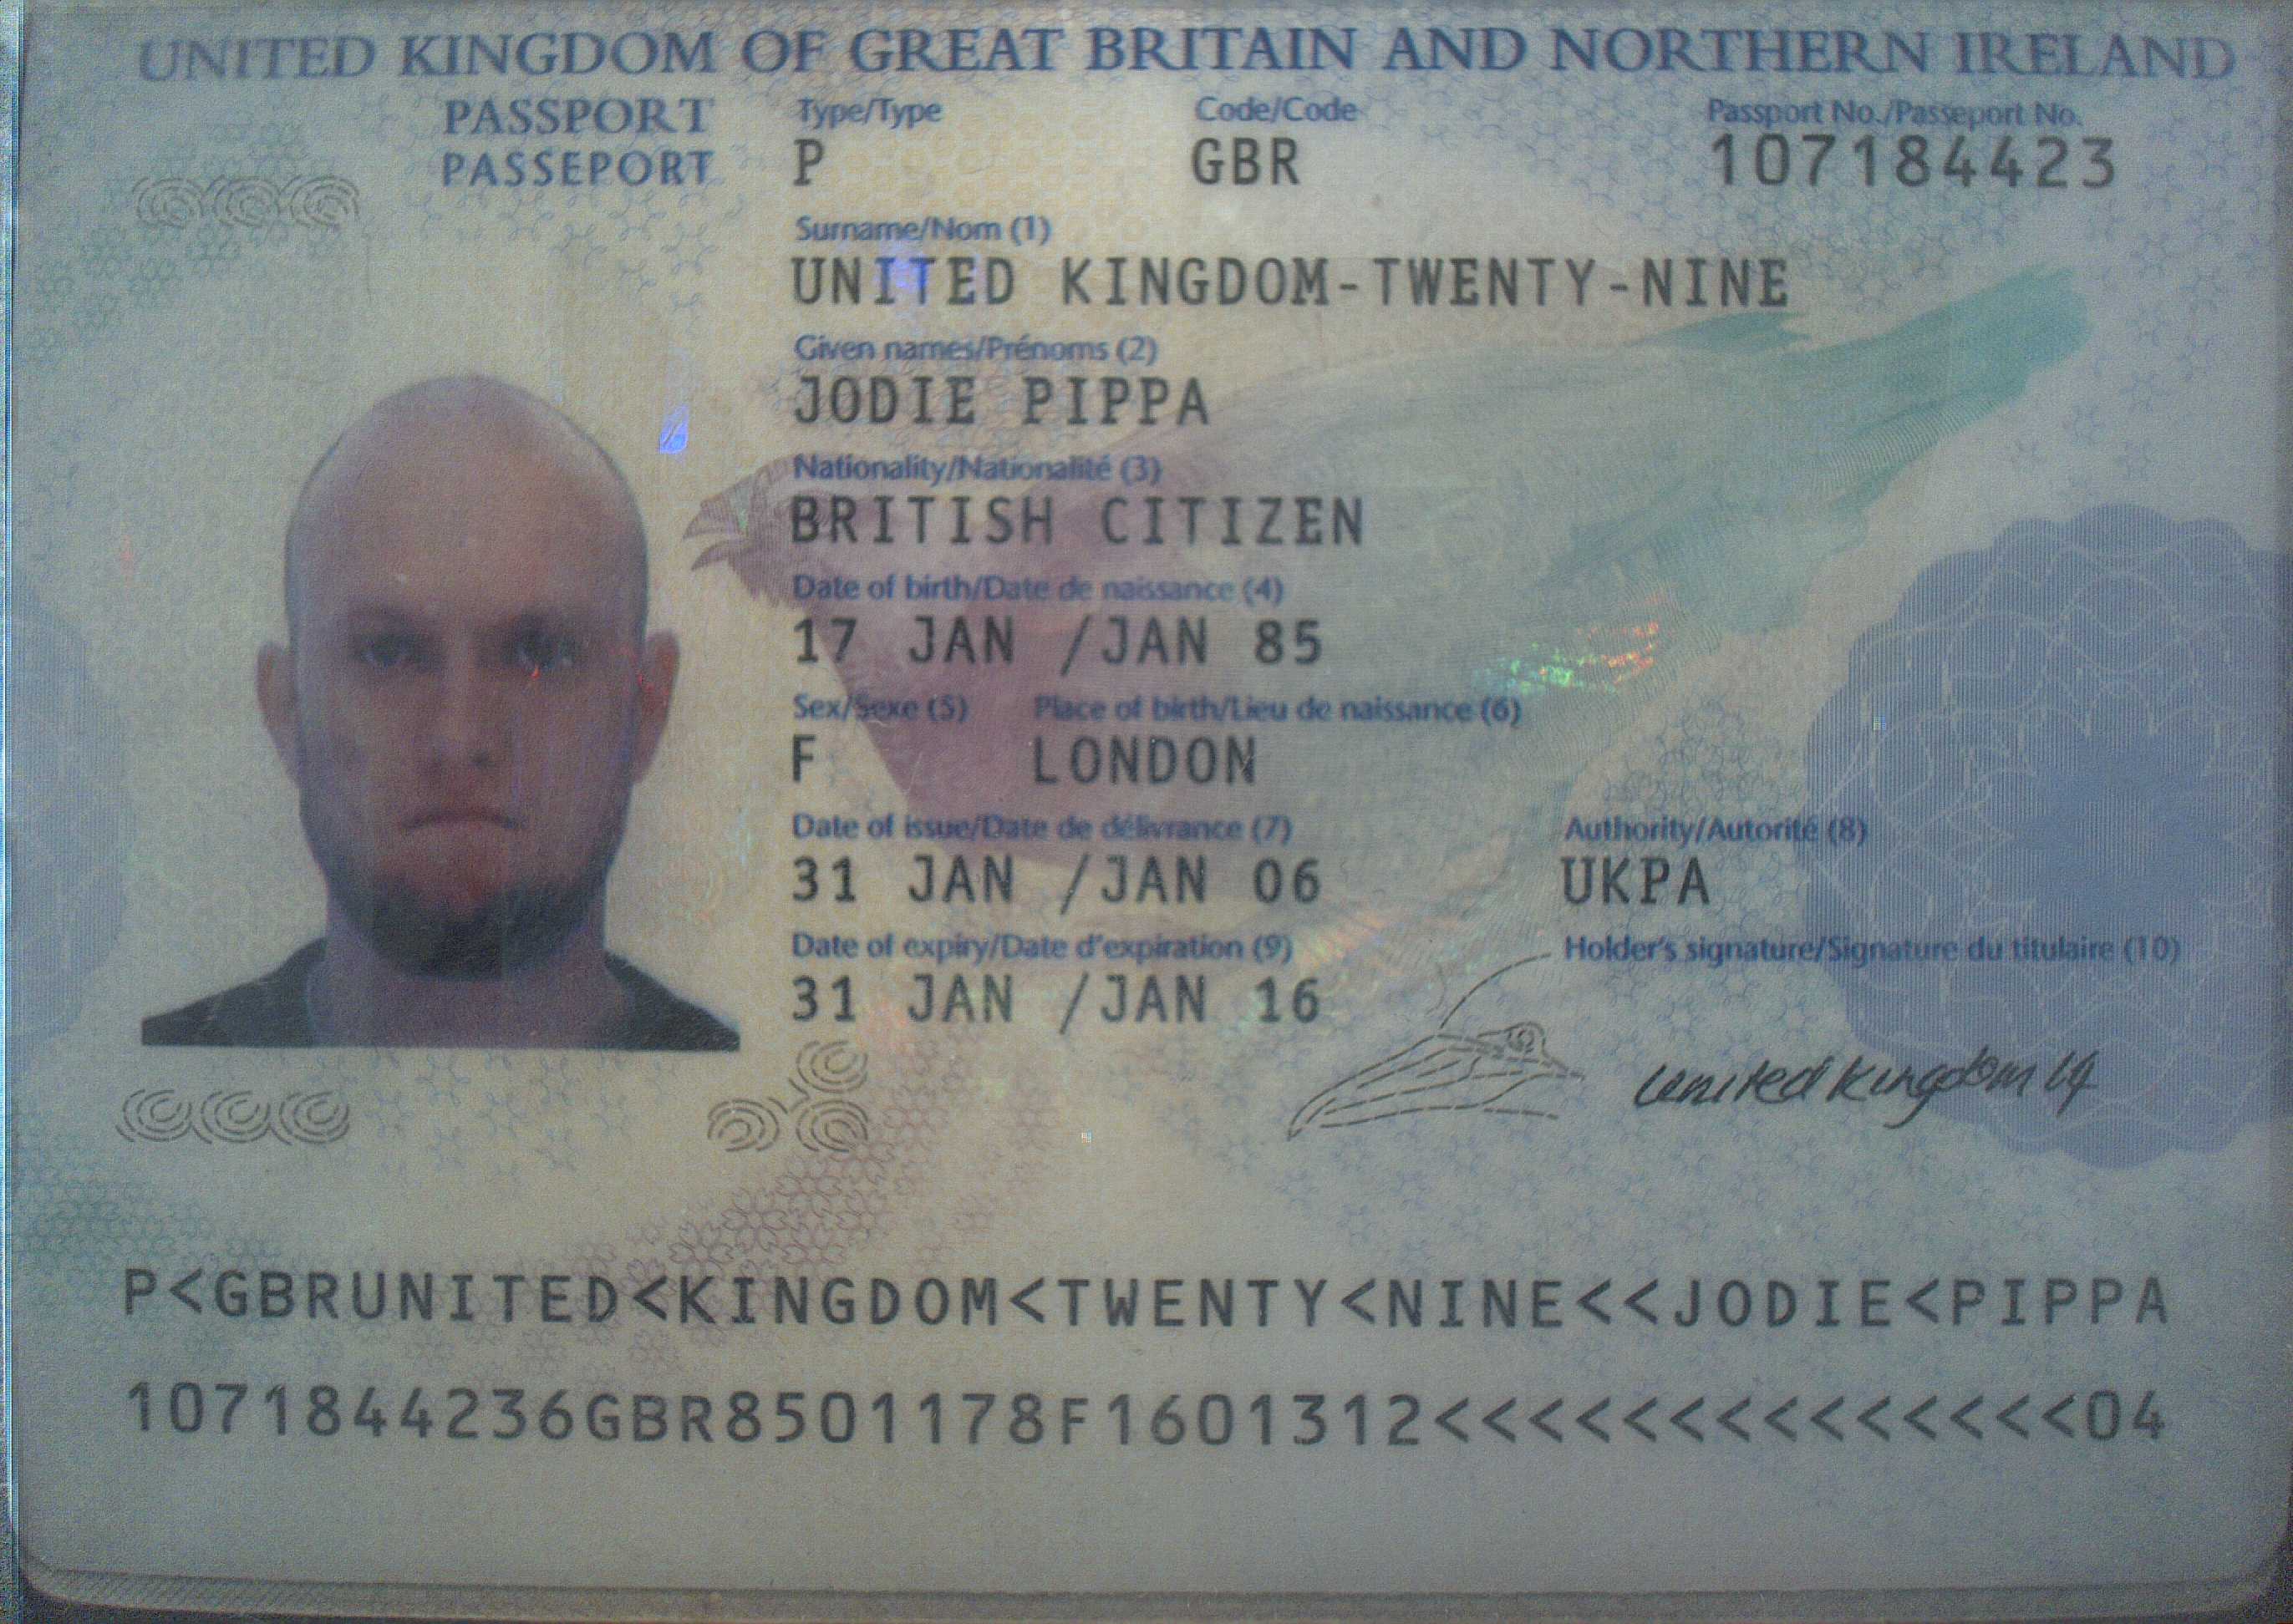 UNITED KINGDOM OF GREAT BRITAIN AND NORTHERN IRELAND
PASSPORT
PASSEPORT
Type/Type Code/Code Passport No./Passeport No.
P GBR 107184423
Surname/Nom (1)
UNITED KINGDOM-TWENTY-NINE
Given names/Prénoms (2)
JODIE PIPPA
Nationality/Nationalité (3)
BRITISH CITIZEN
Date of birth/Date de naissance (4)
17 JAN /JAN 85
Sex/Sexe (5) Place of birth/Lieu de naissance (6)
F LONDON
Date of issue/Date de délivrance (7) Authority/Autorité (8)
31 JAN /JAN 06 UKPA
Date of expiry/Date d'expiration (9) Holder's signature/Signature du titulaire (10)
31 JAN /JAN 16
United Kingdom 14
P<GBRUNITED<KINGDOM<TWENTY<NINE<<JODIE<PIPPA
1071844236GBR8501178F1601312<<<<<<<<<<<<<<04